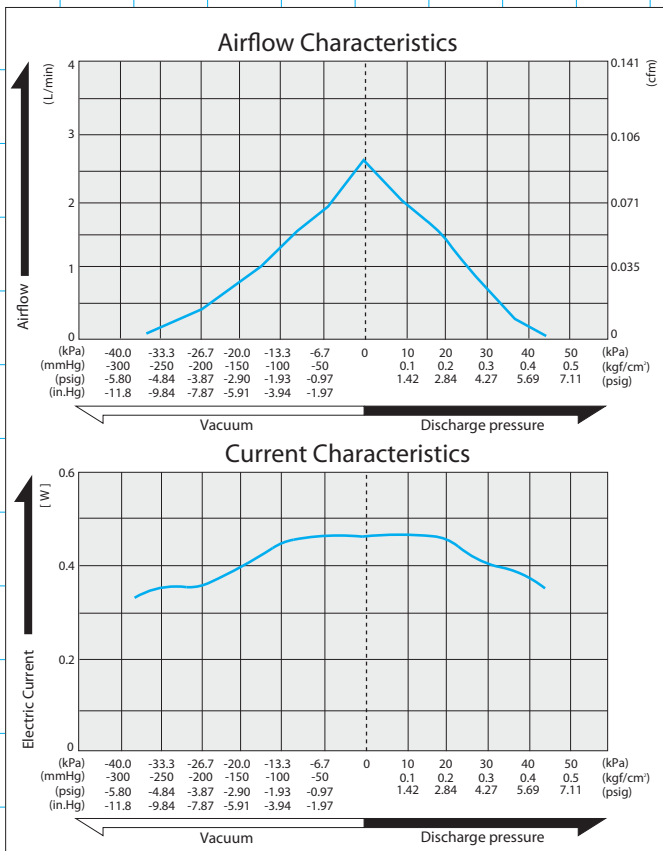 Airflow Characteristics
(L/min)
4
3
2
1
0
Airflow
0.141
(cfm)
0.106
0.071
0.035
0
(kPa) -40.0 -33.3 -26.7 -20.0 -13.3 -6.7 0 10 20 30 40 50 (kPa)
(mmHg) -300 -250 -200 -150 -100 -50 0.1 0.2 0.3 0.4 0.5 (kgf/cm²)
(psig) -5.80 -4.84 -3.87 -2.90 -1.93 -0.97 1.42 2.84 4.27 5.69 7.11 (psig)
(in.Hg) -11.8 -9.84 -7.87 -5.91 -3.94 -1.97
Vacuum Discharge pressure
Current Characteristics
[ W ]
0.6
0.4
0.2
0
Electric Current
(kPa) -40.0 -33.3 -26.7 -20.0 -13.3 -6.7 0 10 20 30 40 50 (kPa)
(mmHg) -300 -250 -200 -150 -100 -50 0.1 0.2 0.3 0.4 0.5 (kgf/cm²)
(psig) -5.80 -4.84 -3.87 -2.90 -1.93 -0.97 1.42 2.84 4.27 5.69 7.11 (psig)
(in.Hg) -11.8 -9.84 -7.87 -5.91 -3.94 -1.97
Vacuum Discharge pressure